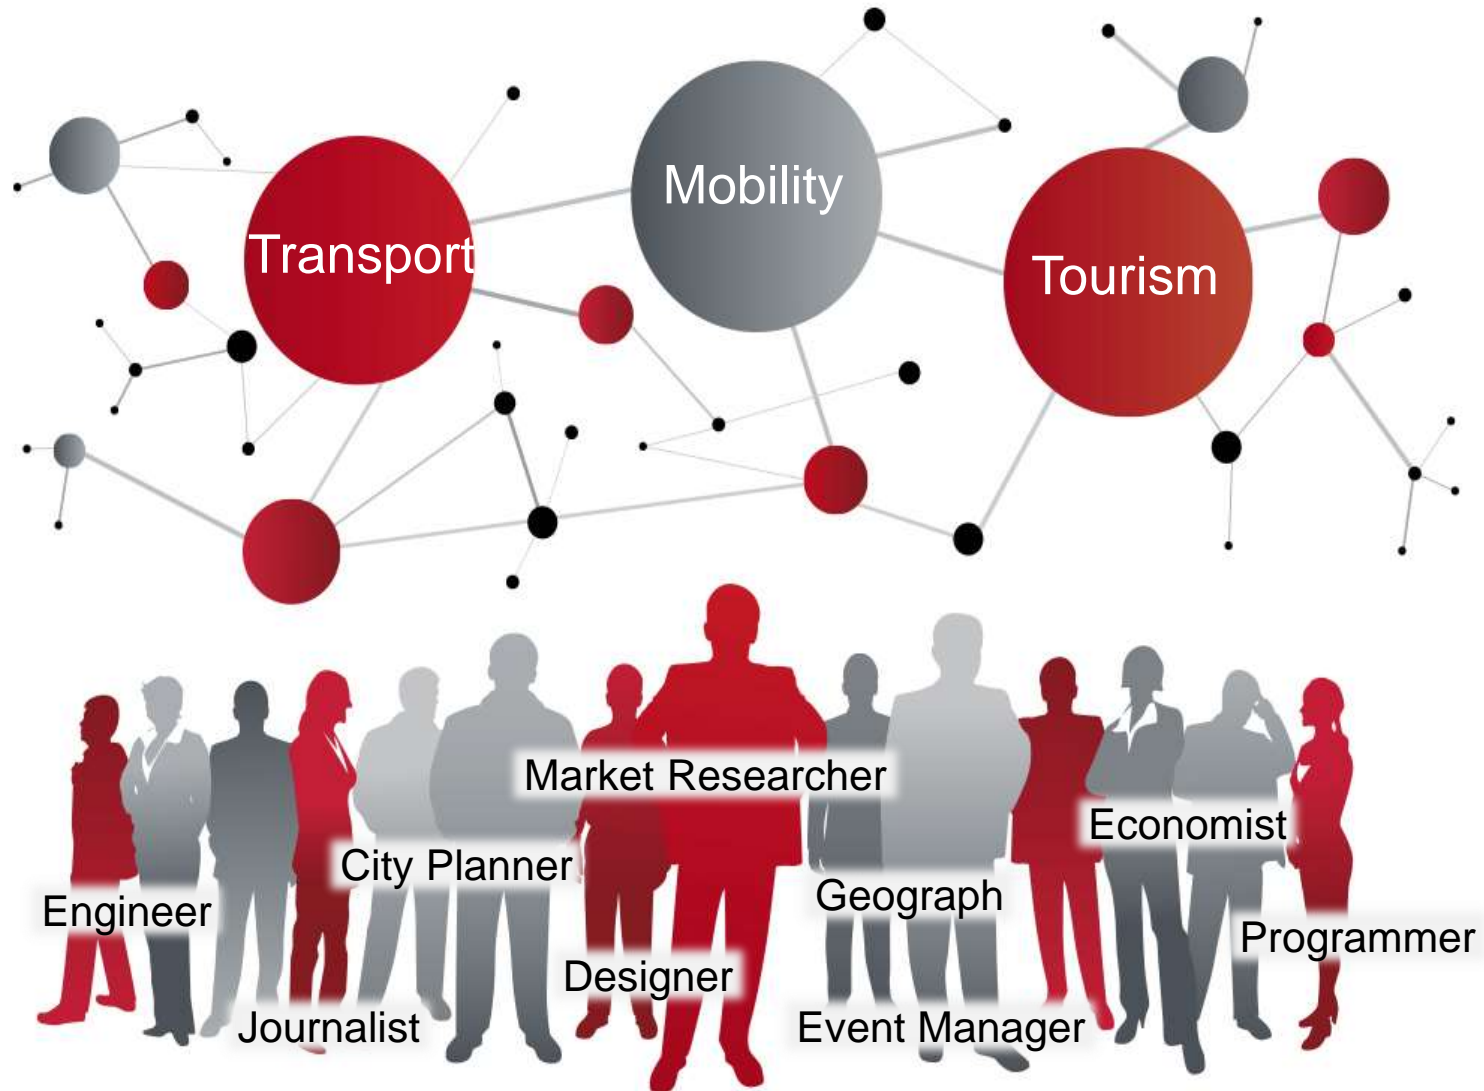 Mobility
Transport
Tourism
Market Researcher
Economist
City Planner
Geograph
Engineer
Programmer
Designer
Journalist
Event Manager